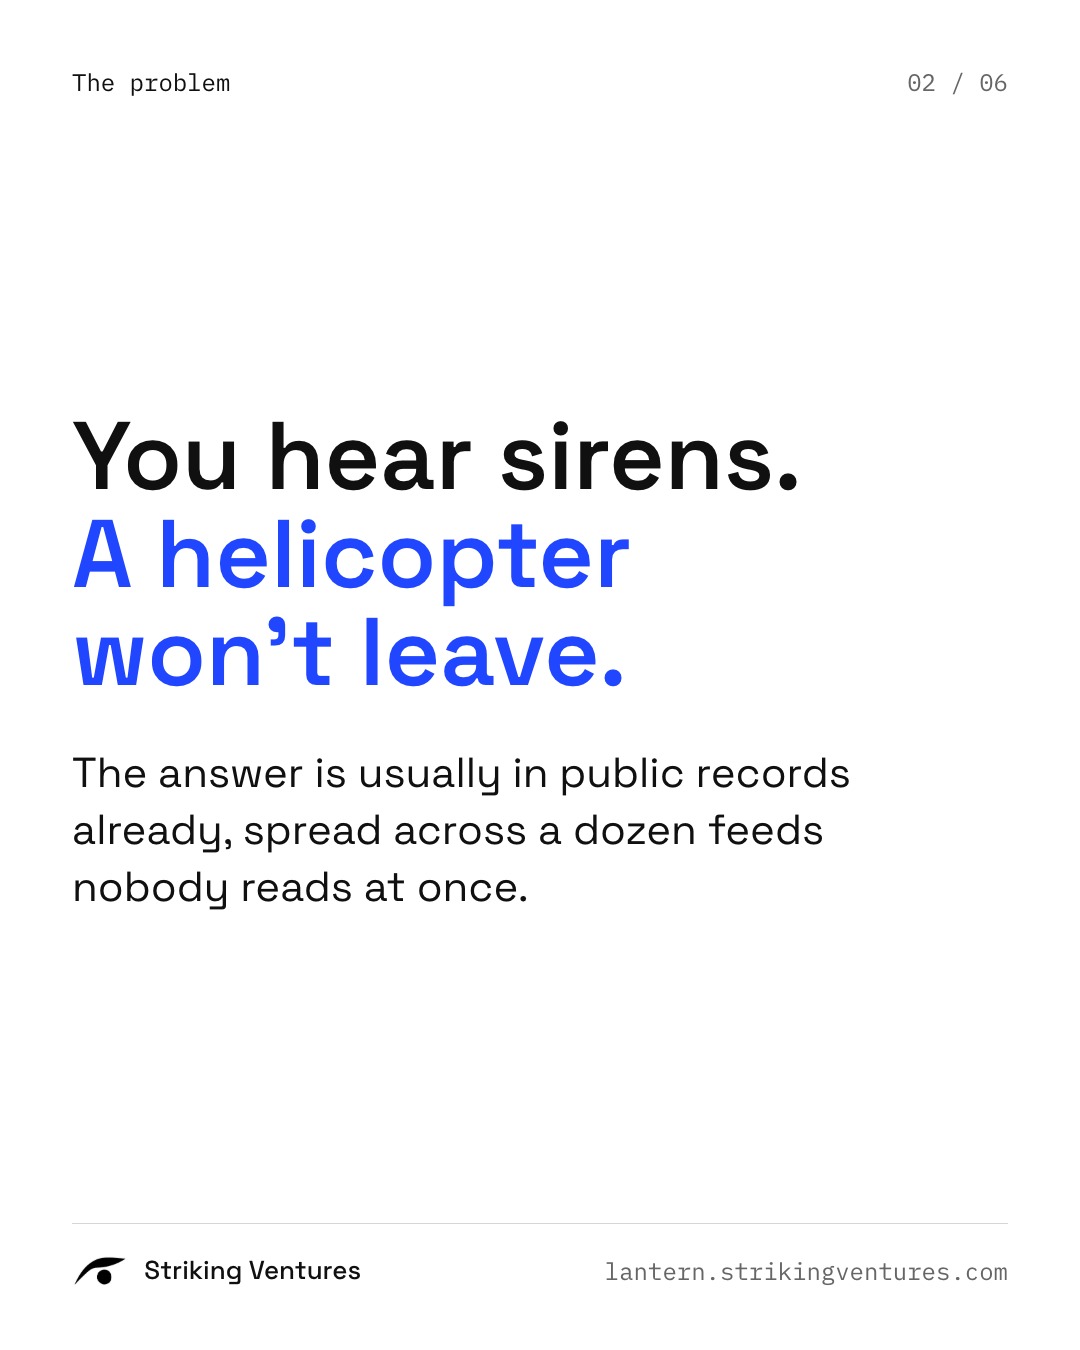 The problem
02 / 06
You hear sirens.
A helicopter
won’t leave.
The answer is usually in public records
already, spread across a dozen feeds
nobody reads at once.
Striking Ventures
lantern.strikingventures.com